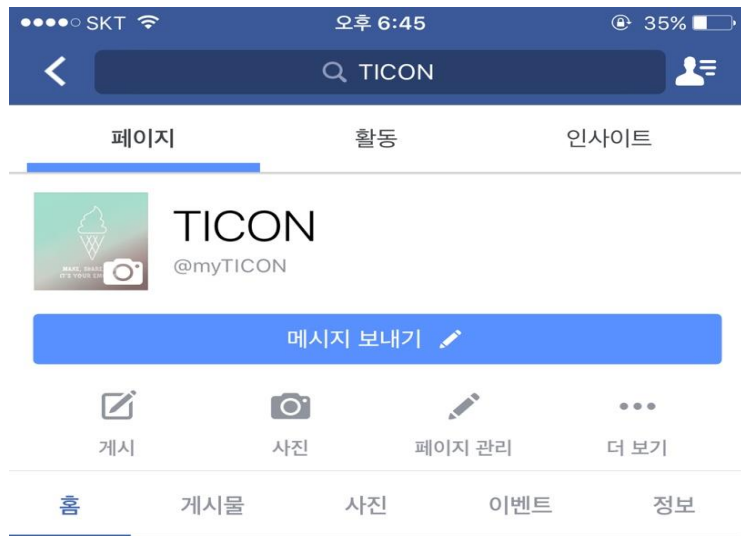 SKT 오후 6:45 35%
TICON
페이지 활동 인사이트
TICON
@myTICON
메시지 보내기
게시 사진 페이지 관리 더 보기
홈 게시물 사진 이벤트 정보